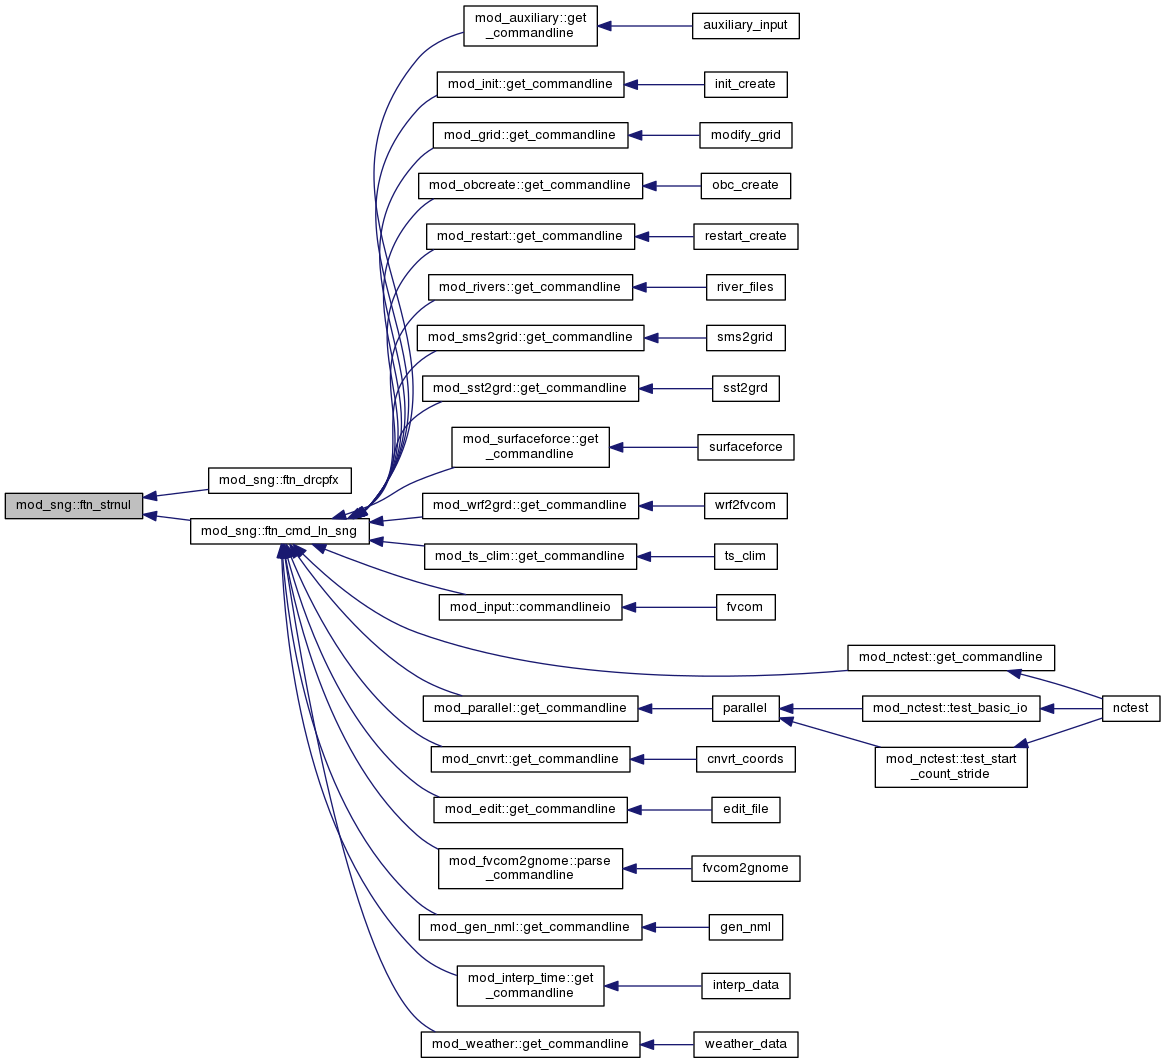 mod_auxiliary::get
_commandline
auxiliary_input
mod_init::get_commandline
init_create
mod_grid::get_commandline
modify_grid
mod_obcreate::get_commandline
obc_create
mod_restart::get_commandline
restart_create
mod_rivers::get_commandline
river_files
mod_sms2grid::get_commandline
sms2grid
mod_sst2grd::get_commandline
sst2grd
mod_surfaceforce::get
_commandline
surfaceforce
mod_sng::ftn_drcpfx
mod_sng::ftn_strnul
mod_wrf2grd::get_commandline
wrf2fvcom
mod_sng::ftn_cmd_ln_sng
mod_ts_clim::get_commandline
ts_clim
mod_input::commandlineio
fvcom
mod_nctest::get_commandline
mod_parallel::get_commandline
parallel
mod_nctest::test_basic_io
nctest
mod_cnvrt::get_commandline
cnvrt_coords
mod_nctest::test_start
_count_stride
mod_edit::get_commandline
edit_file
mod_fvcom2gnome::parse
_commandline
fvcom2gnome
mod_gen_nml::get_commandline
gen_nml
mod_interp_time::get
_commandline
interp_data
mod_weather::get_commandline
weather_data